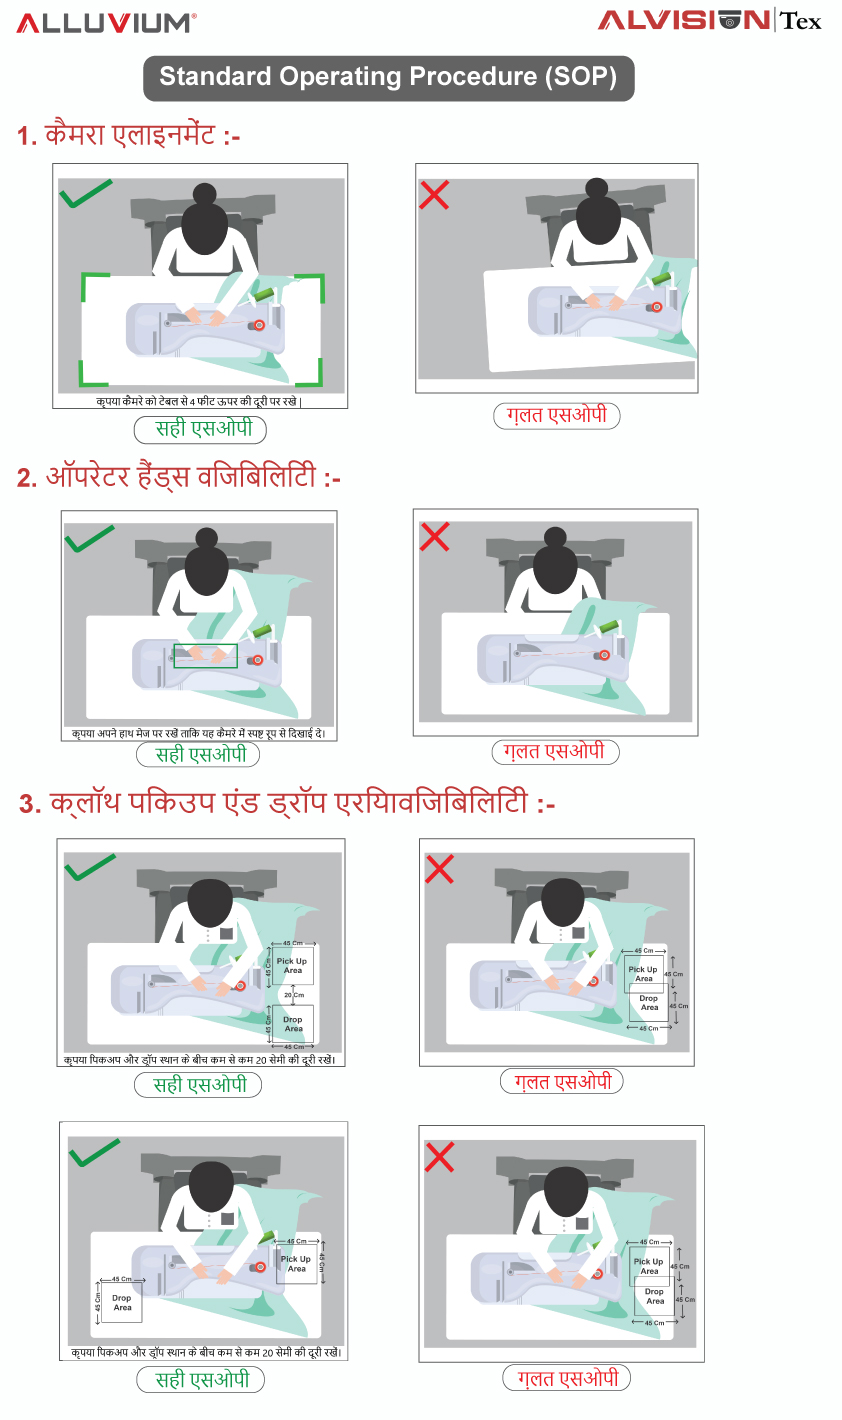 ALLUVIUM®
ALVISION Tex
Standard Operating Procedure (SOP)
1. कैमरा एलाइनमेंट :-
कृपया कैमरे को टेबल से 4 फीट ऊपर की दूरी पर रखे |
सही एसओपी
ग़लत एसओपी
2. ऑपरेटर हैंड्स वजिबिलिटिी :-
कृपया अपने हाथ मेज पर रखें ताकि यह कैमरे में स्पष्ट रूप से दिखाई दे।
सही एसओपी
ग़लत एसओपी
3. क्लॉथ पकिउप एंड ड्रॉप एरयिावजिबिलिटिी :-
45 Cm
45 Cm
Pick Up
Area
20 Cm
45 Cm
Drop
Area
45 Cm
कृपया पिकअप और ड्रॉप स्थान के बीच कम से कम 20 सेमी की दूरी रखें।
सही एसओपी
45 Cm
Pick Up
Area
45 Cm
Drop
Area
45 Cm
45 Cm
ग़लत एसओपी
45 Cm
Pick Up
Area
45 Cm
45 Cm
45 Cm
Drop
Area
कृपया पिकअप और ड्रॉप स्थान के बीच कम से कम 20 सेमी की दूरी रखें।
सही एसओपी
45 Cm
Pick Up
Area
45 Cm
Drop
Area
45 Cm
45 Cm
ग़लत एसओपी